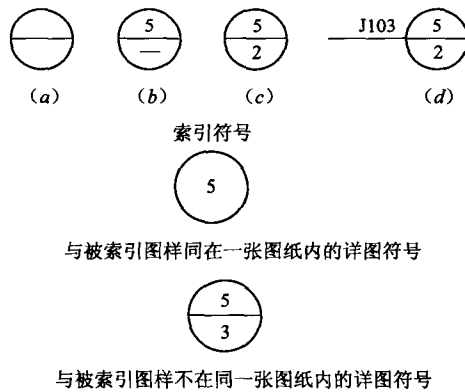 5 5 J103 5
— 2 2
(a) (b) (c) (d)
索引符号
5
与被索引图样同在一张图纸内的详图符号
5
3
与被索引图样不在同一张图纸内的详图符号